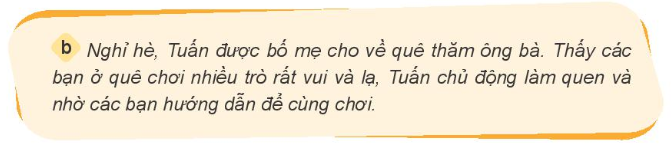 b Nghỉ hè, Tuấn được bố mẹ cho về quê thăm ông bà. Thấy các
bạn ở quê chơi nhiều trò rất vui và lạ, Tuấn chủ động làm quen và
nhờ các bạn hướng dẫn để cùng chơi.